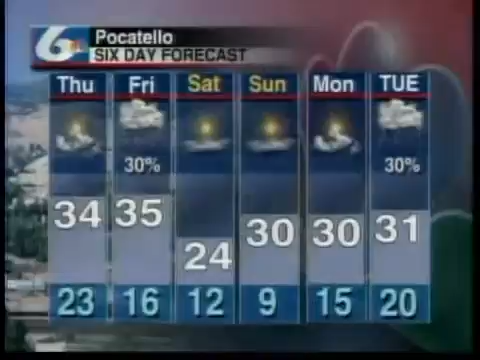 6
Pocatello
SIX DAY FORECAST
Thu Fri Sat Sun Mon TUE
30% 30%
34 35 24 30 30 31
23 16 12 9 15 20